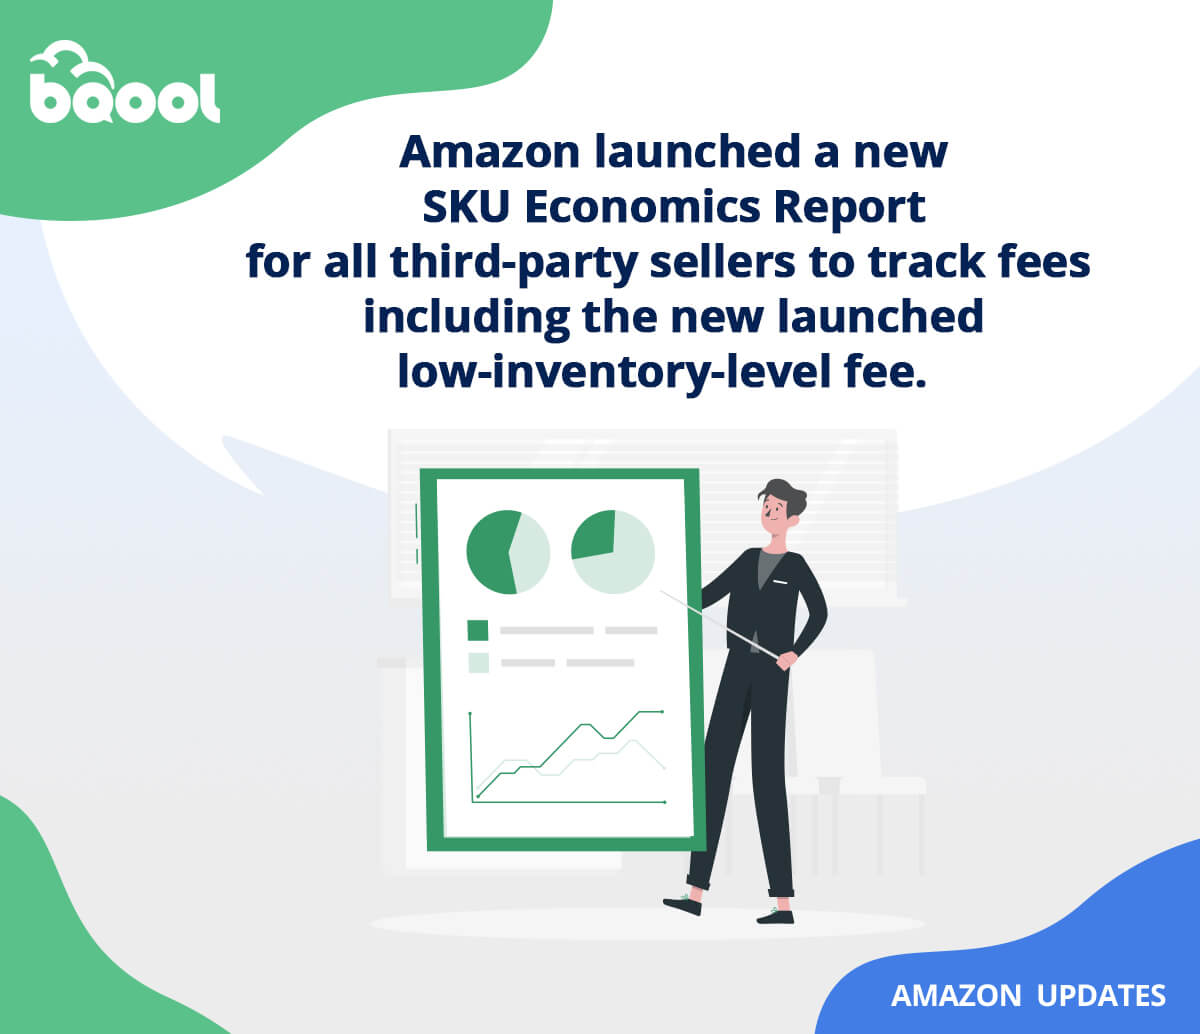 bqool
Amazon launched a new
SKU Economics Report
for all third-party sellers to track fees
including the new launched
low-inventory-level fee.
AMAZON UPDATES